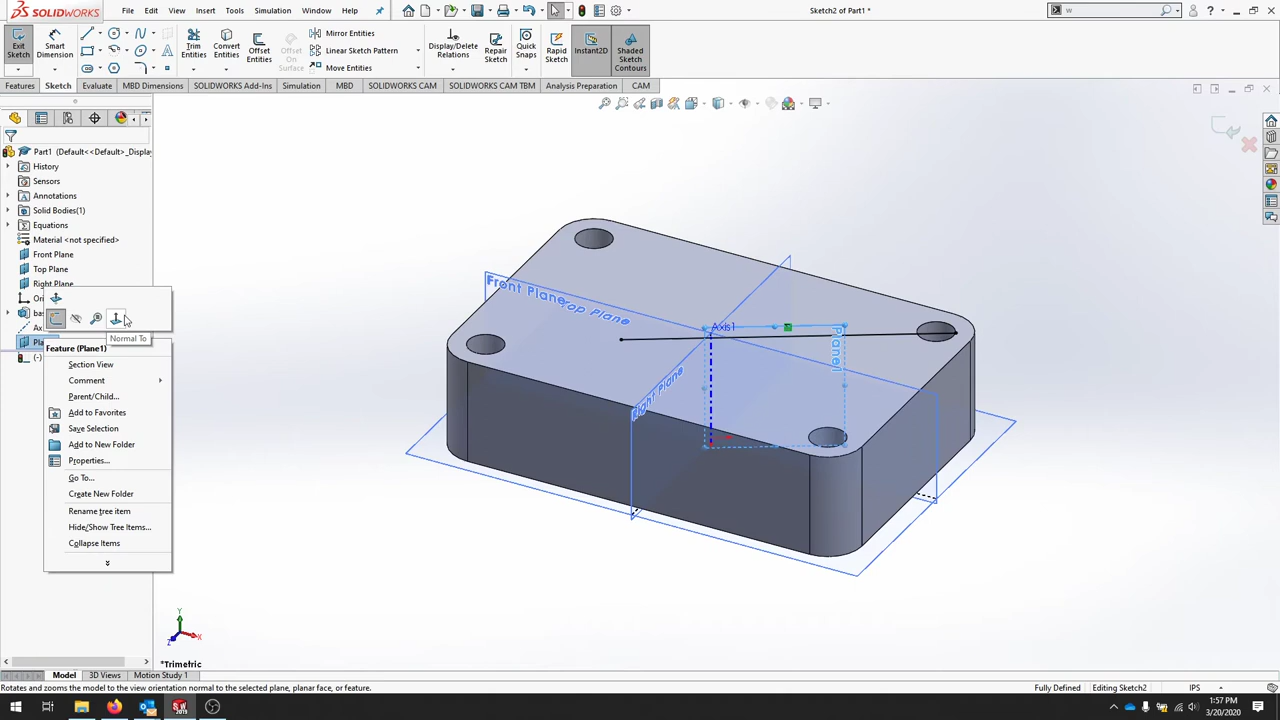 SOLIDWORKS
File
Edit
View
Insert
Tools
Simulation
Window
Help
Sketch2 of Part1 *
w
Exit Sketch
Smart Dimension
Trim Entities
Convert Entities
Offset Entities
Offset On Surface
Mirror Entities
Linear Sketch Pattern
Move Entities
Display/Delete Relations
Repair Sketch
Quick Snaps
Rapid Sketch
Instant2D
Shaded Sketch Contours
Features
Sketch
Evaluate
MBD Dimensions
SOLIDWORKS Add-Ins
Simulation
MBD
SOLIDWORKS CAM
SOLIDWORKS CAM TBM
Analysis Preparation
CAM
Part1 (Default<<Default>_Display
History
Sensors
Annotations
Solid Bodies(1)
Equations
Material <not specified>
Front Plane
Top Plane
Right Plane
Ori
bas
Ax
Pla
(-)
Normal To
Feature (Plane1)
Section View
Comment
Parent/Child...
Add to Favorites
Save Selection
Add to New Folder
Properties...
Go To...
Create New Folder
Rename tree item
Hide/Show Tree Items...
Collapse Items
Front Plane
Top Plane
Axis1
Plane1
Right Plane
Y
X
Z
*Trimetric
Model
3D Views
Motion Study 1
Rotates and zooms the model to the view orientation normal to the selected plane, planar face, or feature.
Fully Defined
Editing Sketch2
IPS
1:57 PM
3/20/2020